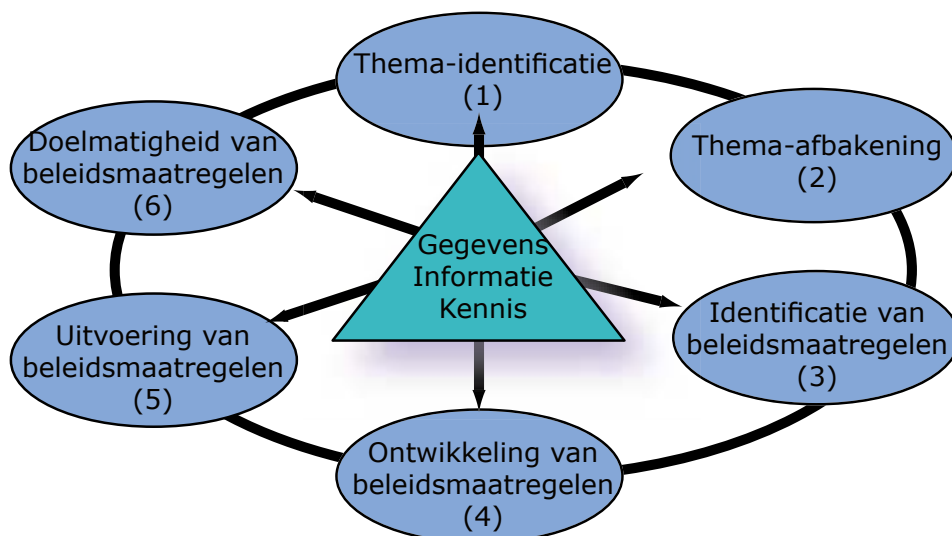 Thema-identificatie
(1)
Thema-afbakening
(2)
Identificatie van
beleidsmaatregelen
(3)
Ontwikkeling van
beleidsmaatregelen
(4)
Uitvoering van
beleidsmaatregelen
(5)
Doelmatigheid van
beleidsmaatregelen
(6)
Gegevens
Informatie
Kennis